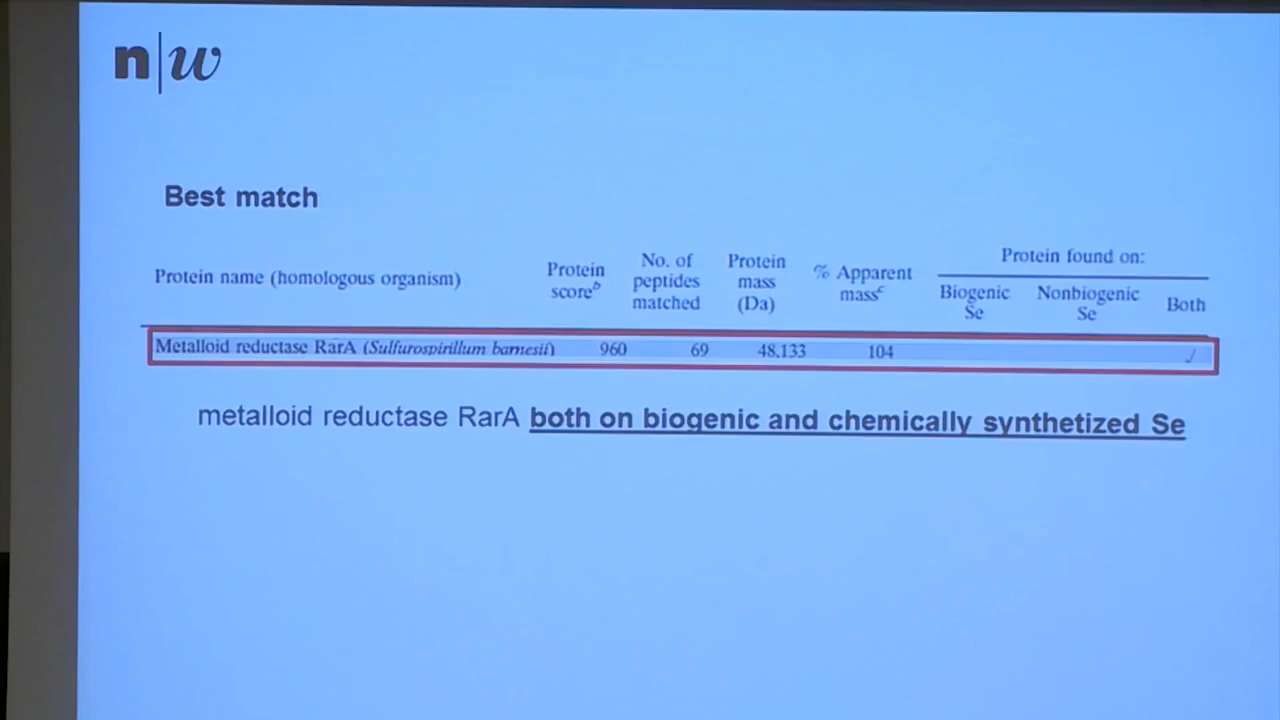 n|w
Best match
Protein name (homologous organism)
Protein
score^b
No. of
peptides
matched
Protein
mass
(Da)
% Apparent
mass^c
Protein found on:
Biogenic
Se
Nonbiogenic
Se
Both
Metalloid reductase RarA (Sulfurospirillum barnesii) 960 69 48,133 104 ✓
metalloid reductase RarA both on biogenic and chemically synthetized Se